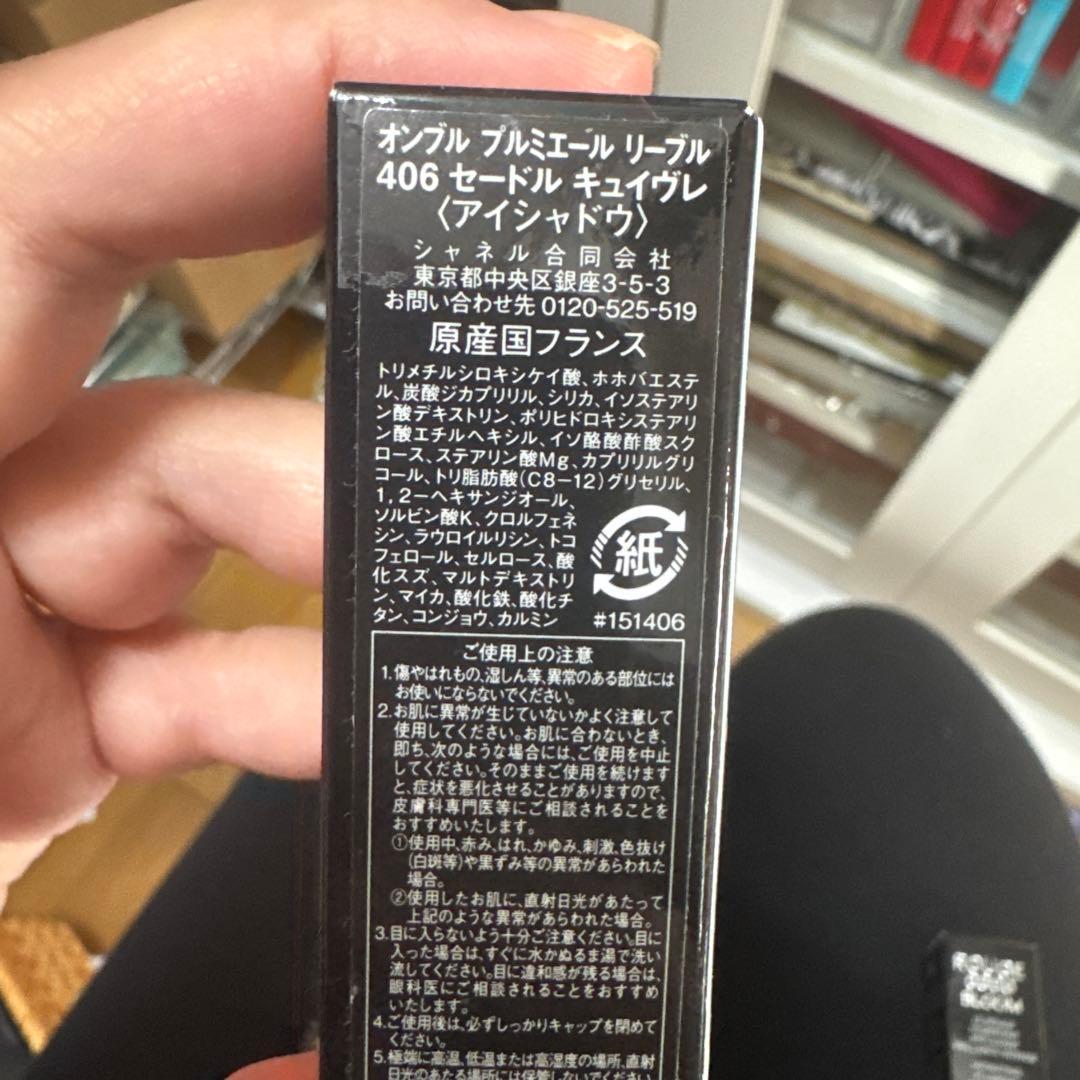 オンブル プルミエール リーブル
406 セードル キュイヴレ
〈アイシャドウ〉
シャネル合同会社
東京都中央区銀座3-5-3
お問い合わせ先 0120-525-519
原産国フランス
トリメチルシロキシケイ酸、ホホバエステ
ル、炭酸ジカプリリル、シリカ、イソステアリ
ン酸デキストリン、ポリヒドロキシステアリ
ン酸エチルヘキシル、イソ酪酸酢酸スク
ロース、ステアリン酸Mg、カプリリルグリ
コール、トリ脂肪酸(C8-12)グリセリル、
1,2-ヘキサンジオール、
ソルビン酸K、クロルフェネ
シン、ラウロイルリシン、トコ
フェロール、セルロース、酸
化スズ、マルトデキストリ
ン、マイカ、酸化鉄、酸化チ
タン、コンジョウ、カルミン
紙
#151406
ご使用上の注意
1.傷やはれもの、湿しん等、異常のある部位には
お使いにならないでください。
2.お肌に異常が生じていないかよく注意して
使用してください。お肌に合わないとき、
即ち、次のような場合には、ご使用を中止
してください。そのままご使用を続けます
と、症状を悪化させることがありますので、
皮膚科専門医等にご相談されることを
おすすめいたします。
①使用中、赤み、はれ、かゆみ、刺激、色抜け
(白斑等)や黒ずみ等の異常があらわれた
場合。
②使用したお肌に、直射日光があたって
上記のような異常があらわれた場合。
3.目に入らないよう十分ご注意ください。目に
入った場合は、すぐに水かぬるま湯で洗い
流してください。目に違和感が残る場合は、
眼科医にご相談されることをおすすめ
いたします。
4.ご使用後は、必ずしっかりキャップを閉めて
ください。
5.極端に高温、低温または高湿度の場所、直射
日光のあたる場所には保管しないでください。
ROUGE
COCO
BLOOM